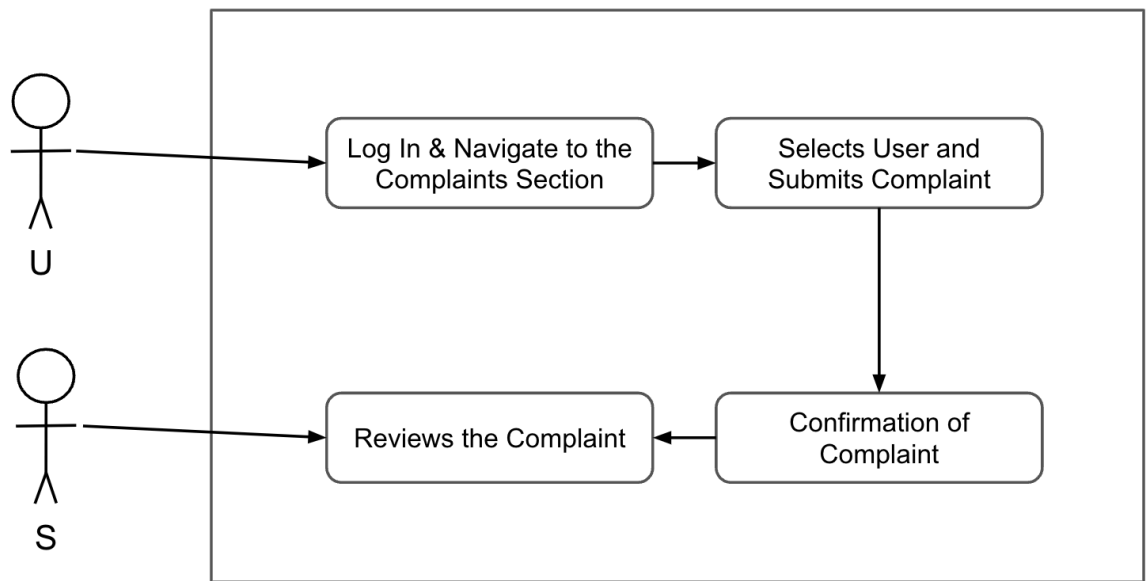 Log In & Navigate to the
Complaints Section
Selects User and
Submits Complaint
U
Reviews the Complaint
Confirmation of
Complaint
S